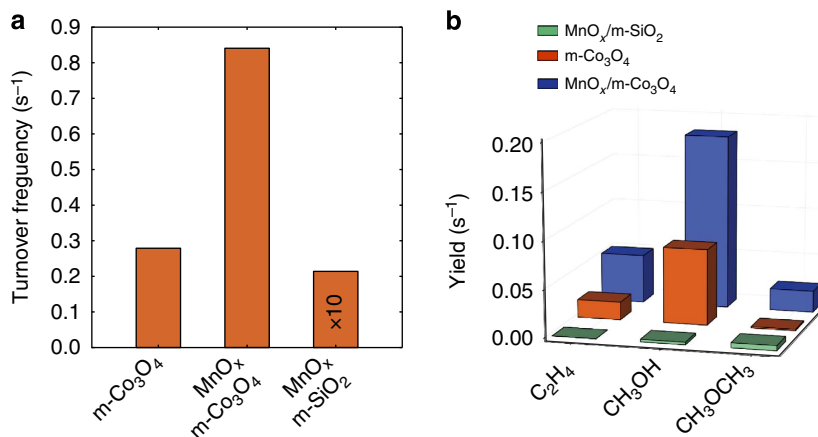 a
Turnover freguency (s⁻¹)
0.9
0.8
0.7
0.6
0.5
0.4
0.3
0.2
0.1
0.0
×10
m-Co₃O₄
MnOₓ
m-Co₃O₄
MnOₓ
m-SiO₂
b
MnOₓ/m-SiO₂
m-Co₃O₄
MnOₓ/m-Co₃O₄
Yield (s⁻¹)
0.20
0.15
0.10
0.05
0.00
C₂H₄
CH₃OH
CH₃OCH₃